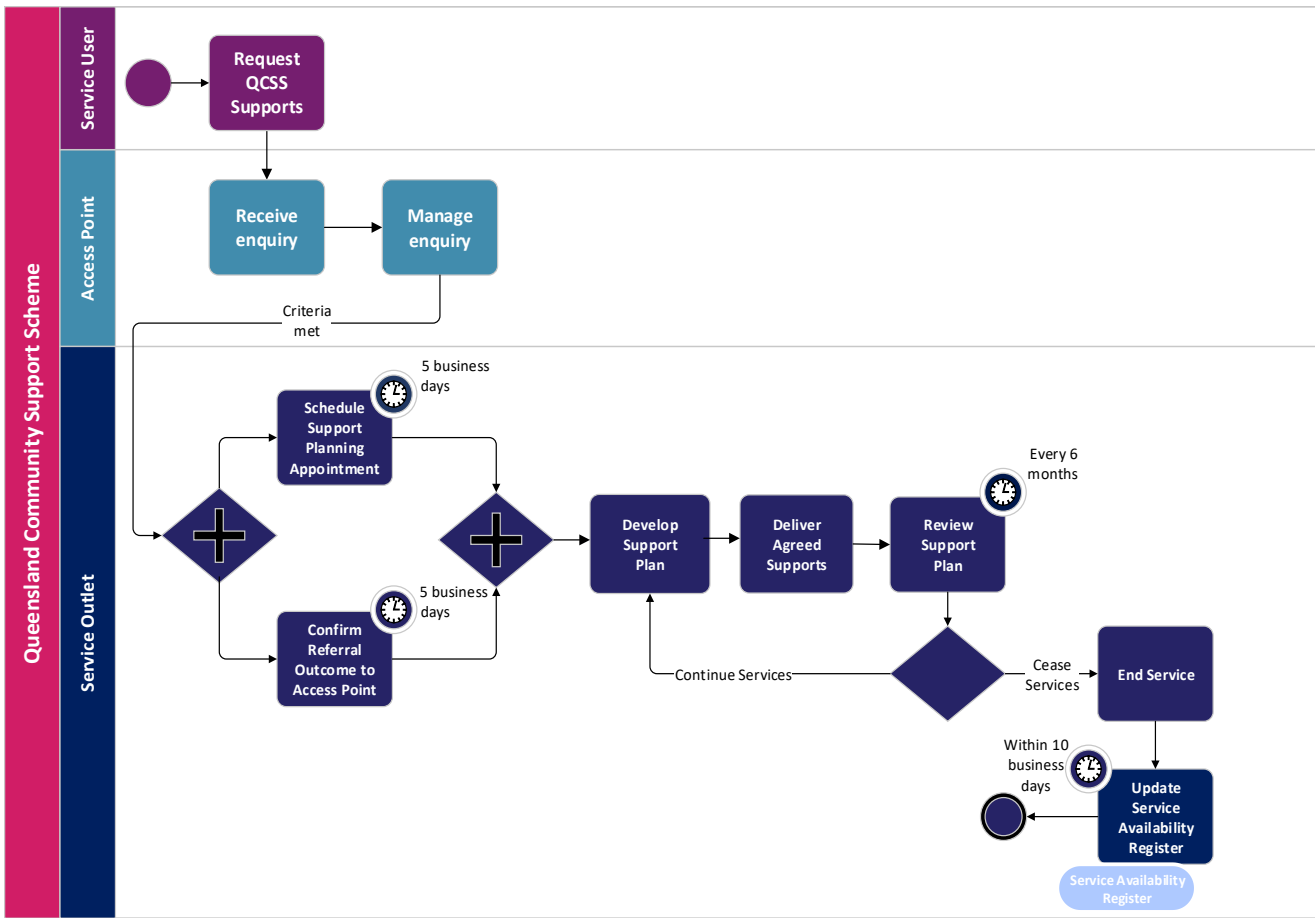 Queensland Community Support Scheme
Service User
Request
QCSS
Supports
Access Point
Receive
enquiry
Manage
enquiry
Criteria
met
Service Outlet
5 business
days
Schedule
Support
Planning
Appointment
5 business
days
Confirm
Referral
Outcome to
Access Point
Develop
Support
Plan
Deliver
Agreed
Supports
Every 6
months
Review
Support
Plan
Continue Services
Cease
Services
End Service
Within 10
business
days
Update
Service
Availability
Register
Service Availability
Register